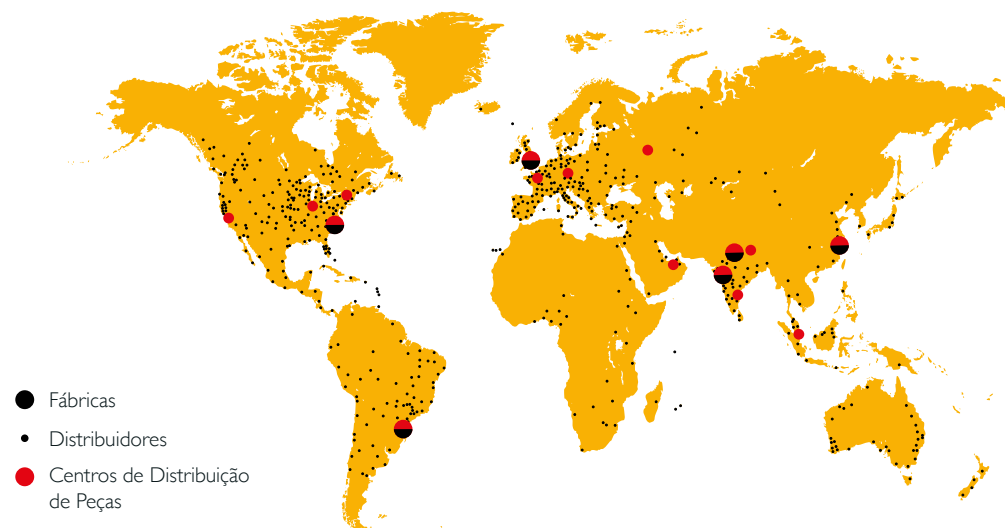 Fábricas
Distribuidores
Centros de Distribuição
de Peças